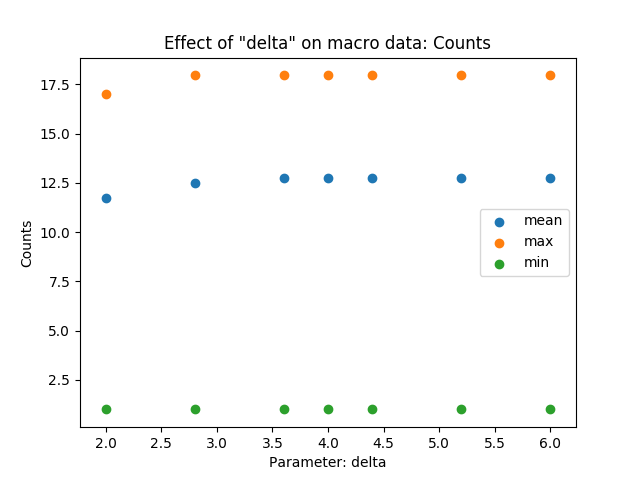 Effect of "delta" on macro data: Counts
17.5
15.0
12.5
10.0
7.5
5.0
2.5
Counts
mean
max
min
2.0 2.5 3.0 3.5 4.0 4.5 5.0 5.5 6.0
Parameter: delta